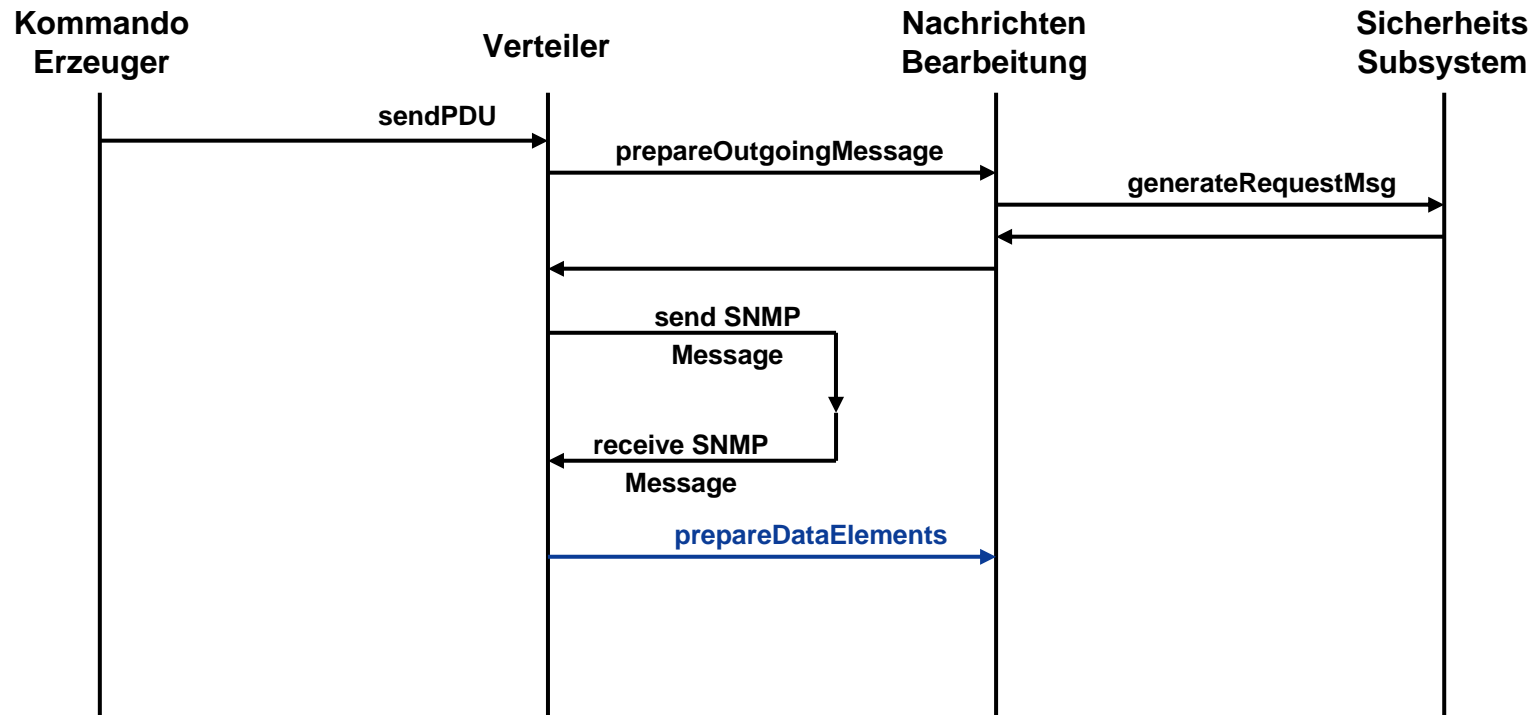 Kommando
Erzeuger
Verteiler
Nachrichten
Bearbeitung
Sicherheits
Subsystem
sendPDU
prepareOutgoingMessage
generateRequestMsg
send SNMP
Message
receive SNMP
Message
prepareDataElements